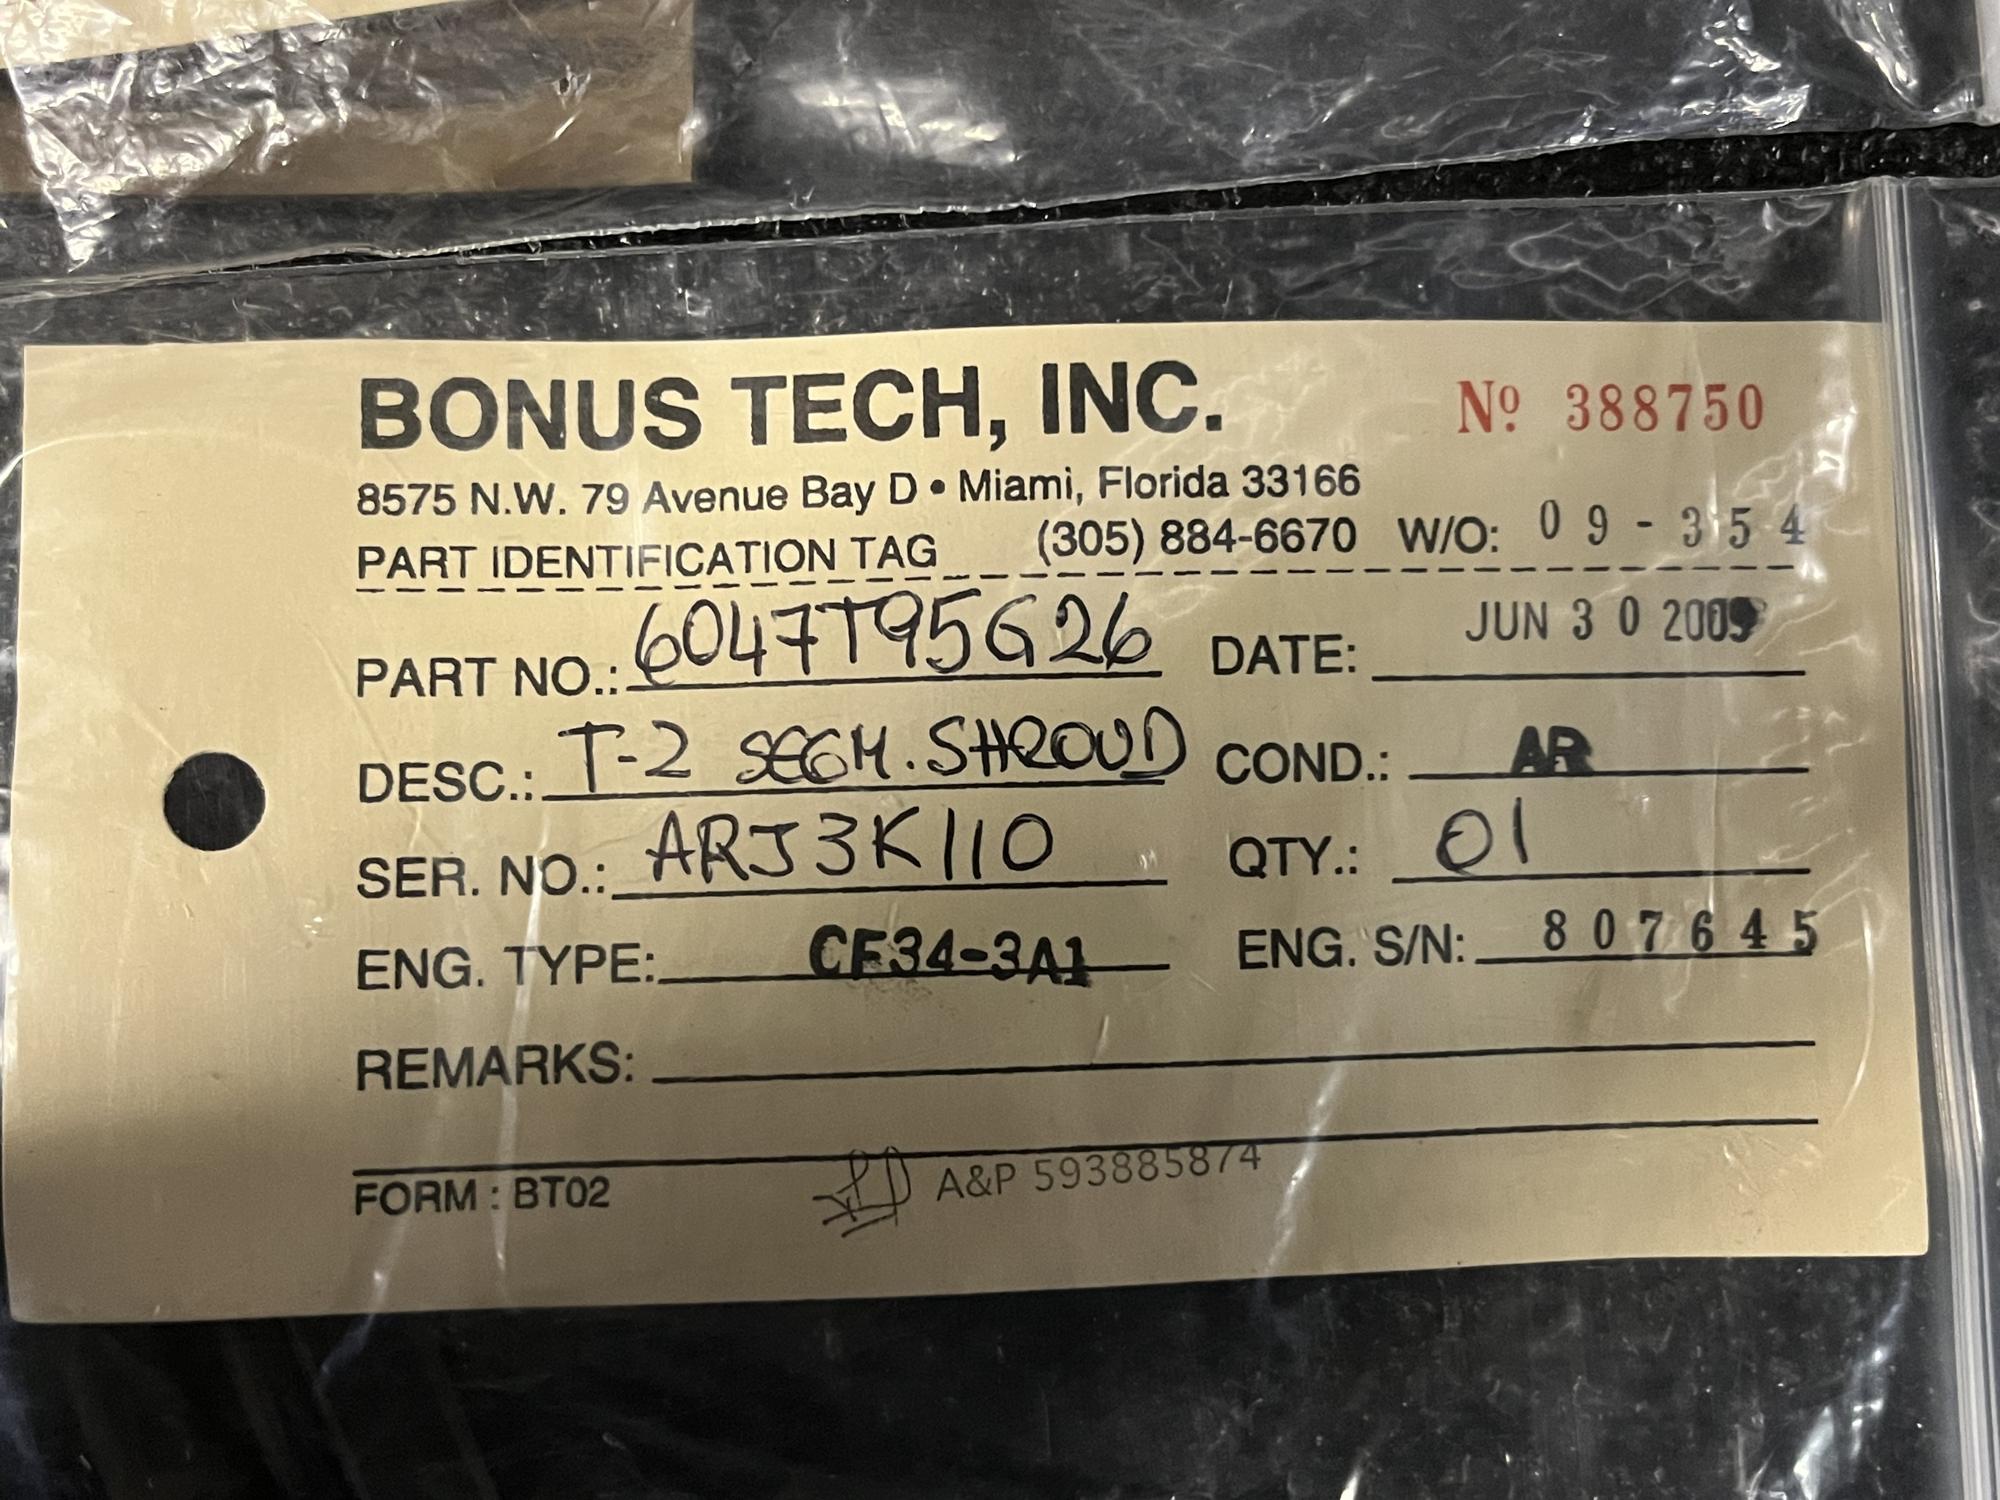 BONUS TECH, INC.
Nº 388750
8575 N.W. 79 Avenue Bay D • Miami, Florida 33166
PART IDENTIFICATION TAG (305) 884-6670 W/O: 09-354
PART NO.: 6047T95G26 DATE: JUN 30 2009
DESC.: T-2 SEGM. SHROUD COND.: AR
SER. NO.: ARJ3K110 QTY.: 01
ENG. TYPE: CF34-3A1 ENG. S/N: 807645
REMARKS:
FORM : BT02 A&P 593885874